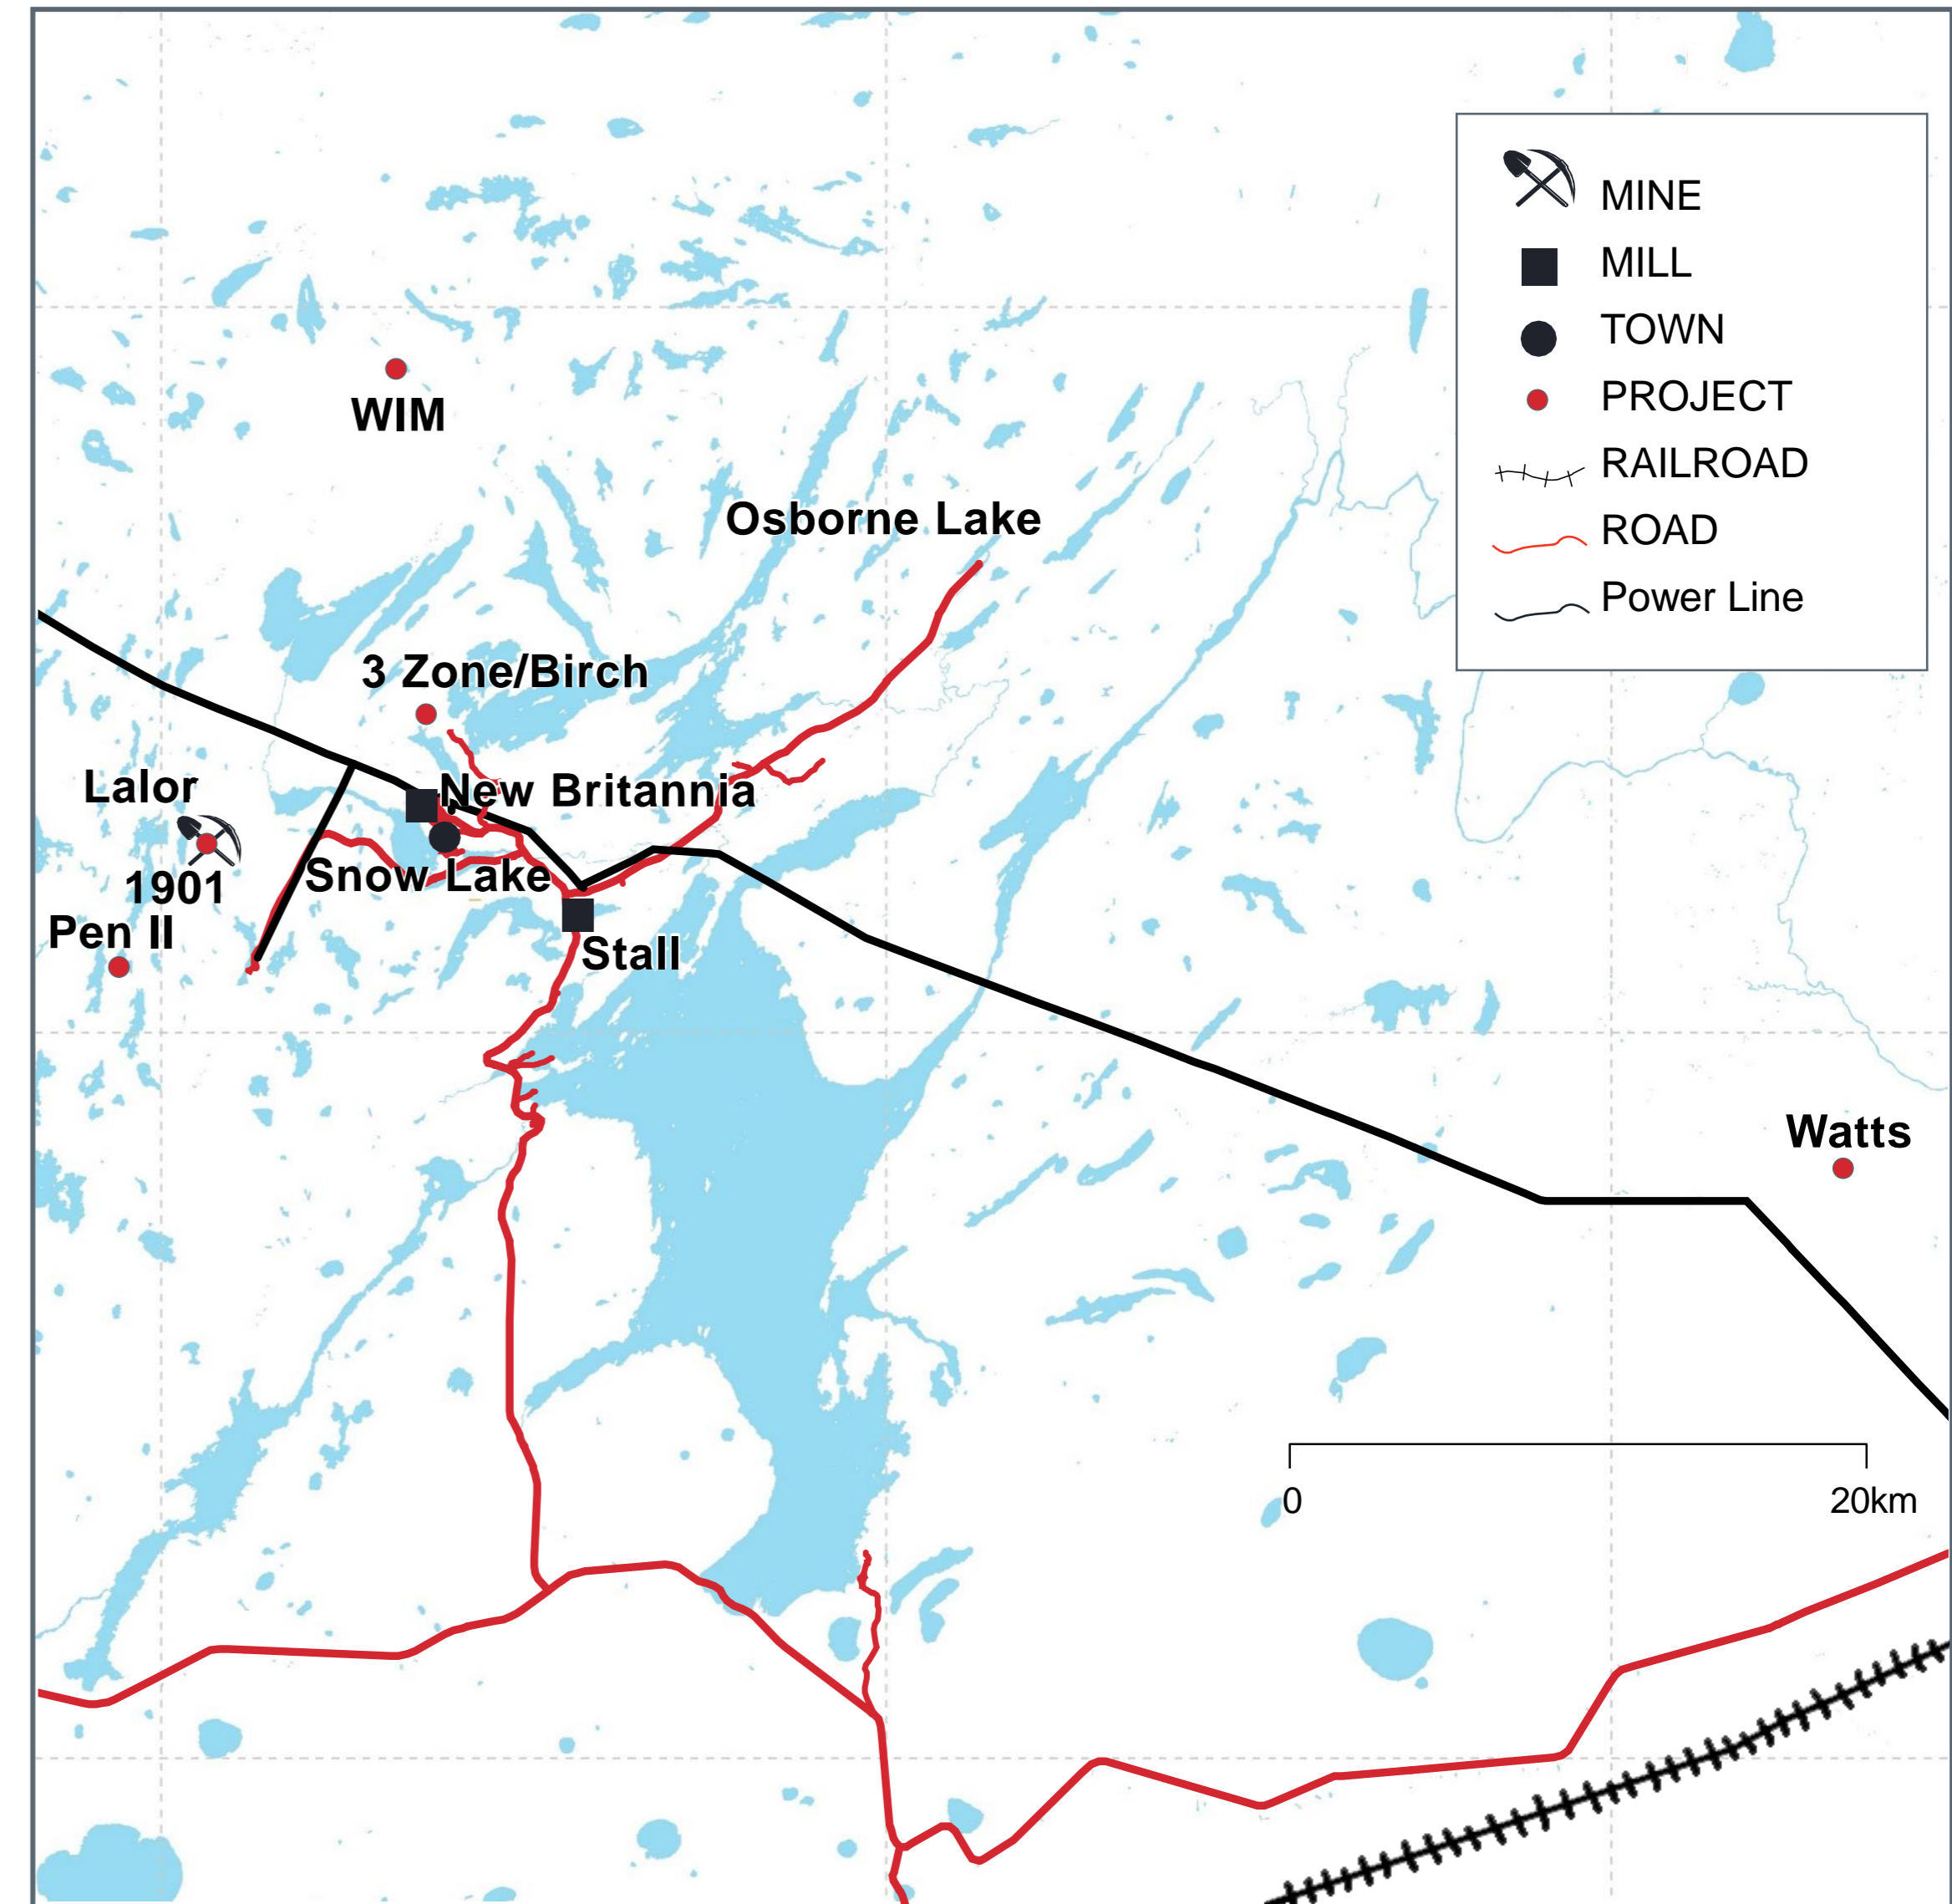 MINE
MILL
TOWN
PROJECT
RAILROAD
ROAD
Power Line
WIM
Osborne Lake
3 Zone/Birch
Lalor
New Britannia
1901
Snow Lake
Pen II
Stall
Watts
0
20km